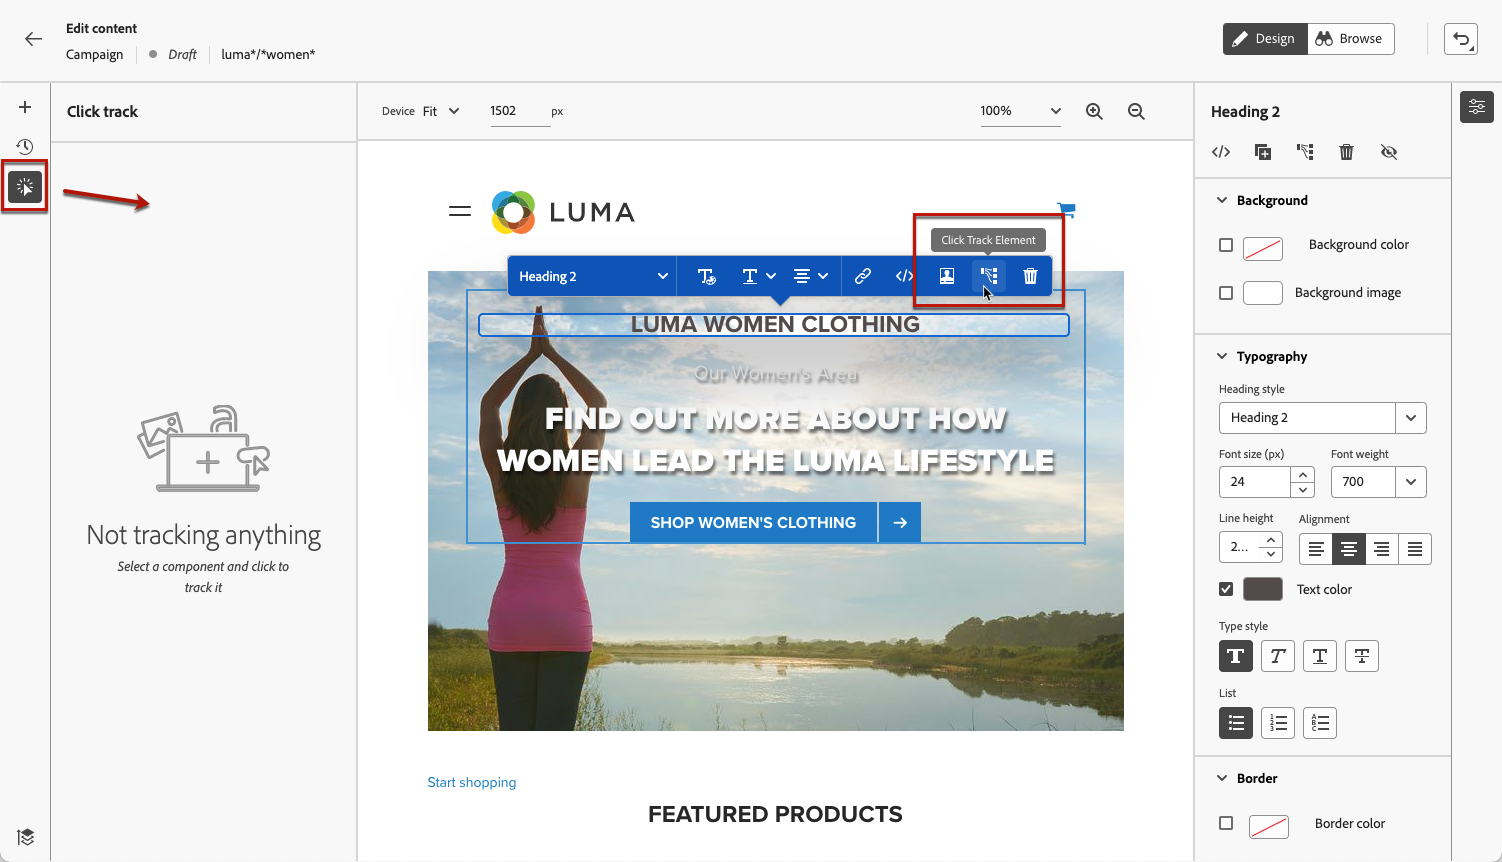 Edit content
Campaign
Draft
luma*/*women*
Design
Browse
Click track
Device Fit
1502 px
100%
Not tracking anything
Select a component and click to
track it
LUMA
Click Track Element
Heading 2
LUMA WOMEN CLOTHING
Our Women's Area
FIND OUT MORE ABOUT HOW
WOMEN LEAD THE LUMA LIFESTYLE
SHOP WOMEN'S CLOTHING
Start shopping
FEATURED PRODUCTS
Heading 2
Background
Background color
Background image
Typography
Heading style
Heading 2
Font size (px)
Font weight
24
700
Line height
Alignment
2...
Text color
Type style
T T T T
List
1 2 3
A B C
Border
Border color